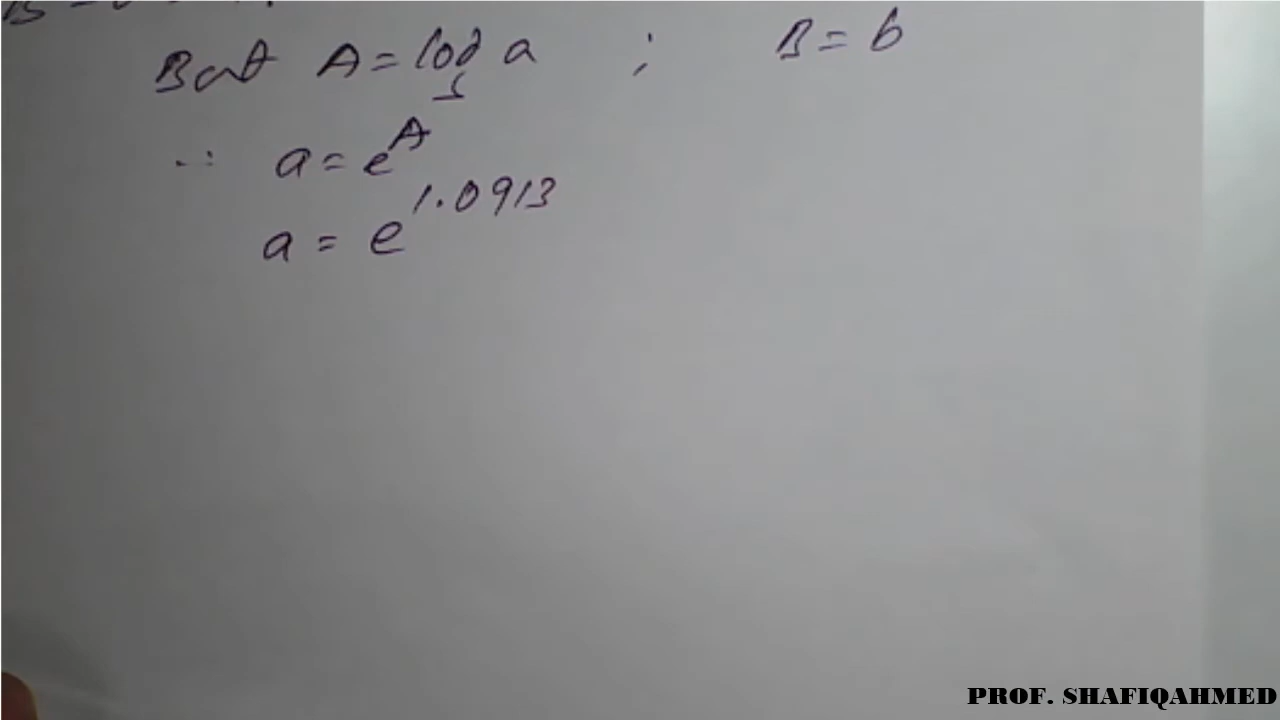 But A = log a ; B = b
∴ a = e^A
a = e^1.0913
PROF. SHAFIQAHMED